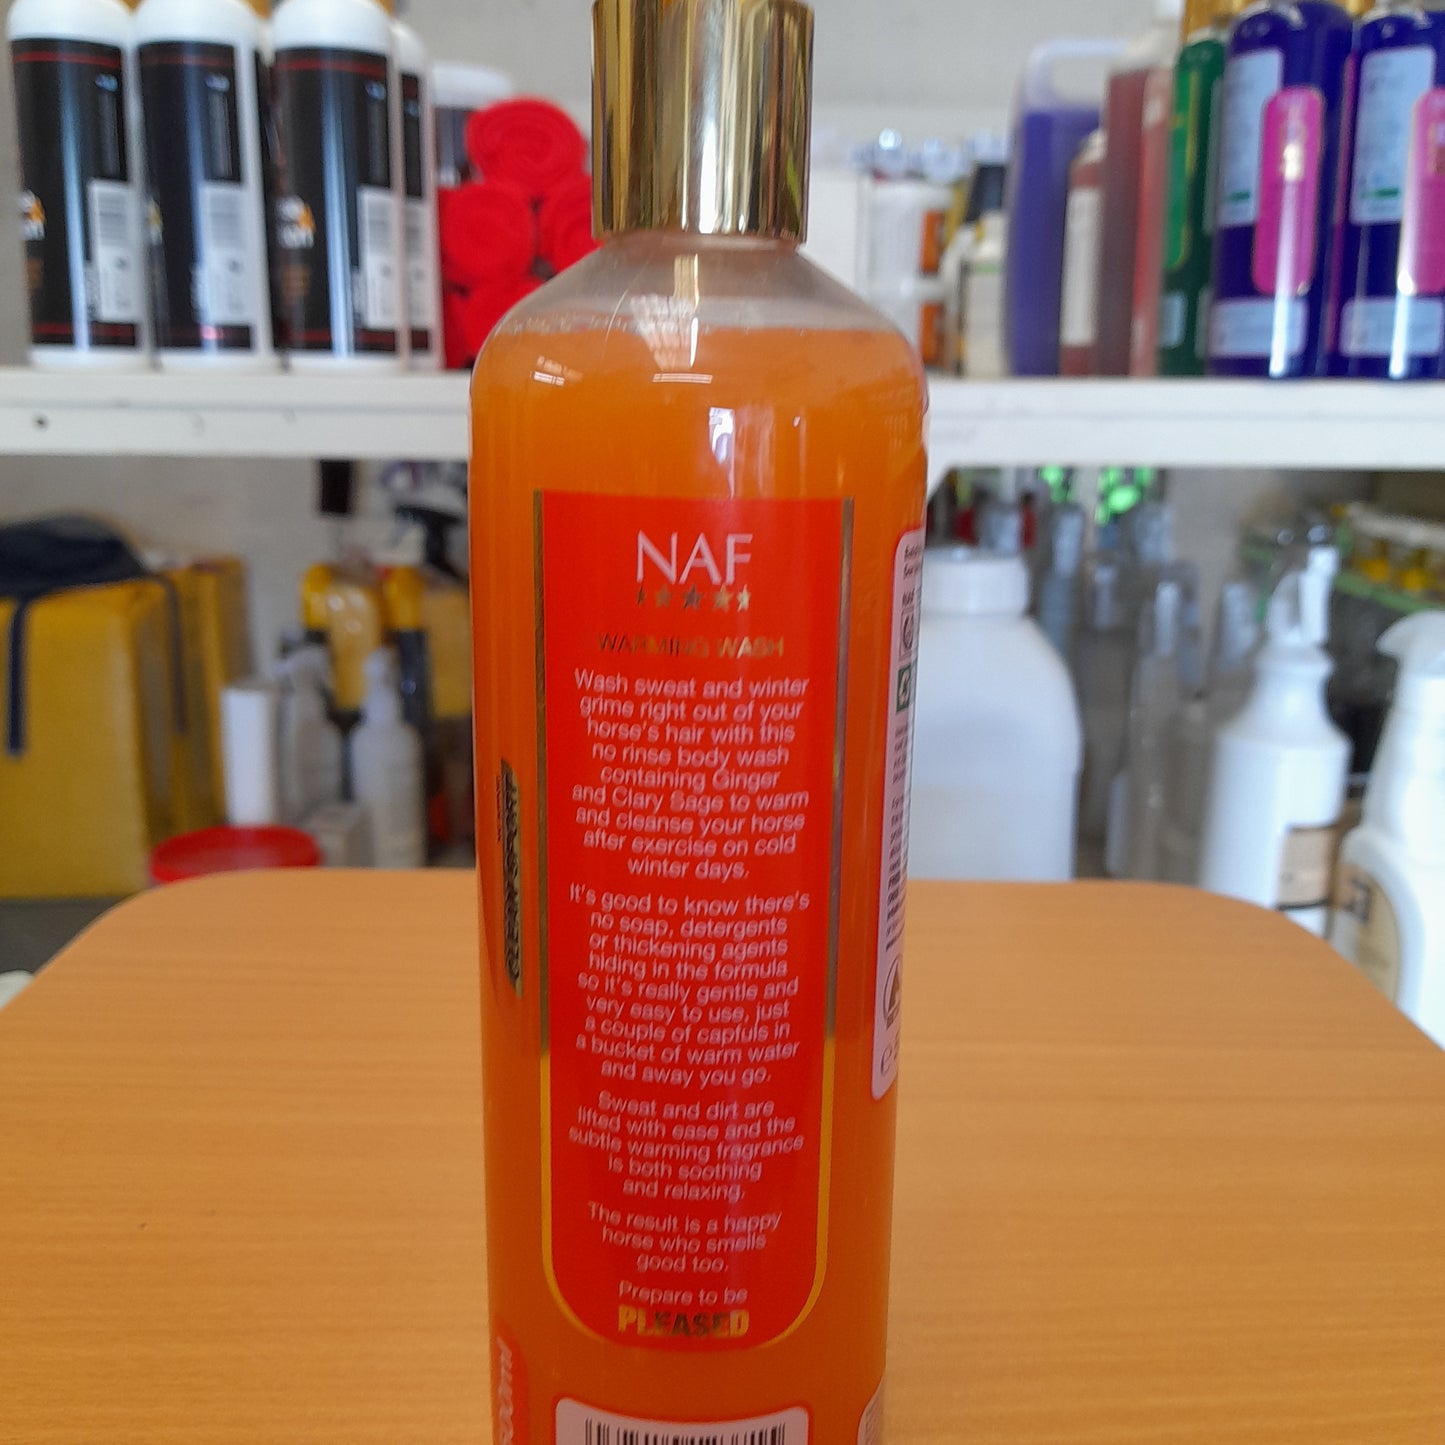 NAF
WARMING WASH
Wash sweat and winter
grime right out of your
horse's hair with this
no rinse body wash
containing Ginger
and Clary Sage to warm
and cleanse your horse
after exercise on cold
winter days.
It's good to know there's
no soap, detergents
or thickening agents
hiding in the formula
so it's really gentle and
very easy to use, just
a couple of capfuls in
a bucket of warm water
and away you go.
Sweat and dirt are
lifted with ease and the
subtle warming fragrance
is both soothing
and relaxing.
The result is a happy
horse who smells
good too.
Prepare to be
PLEASED